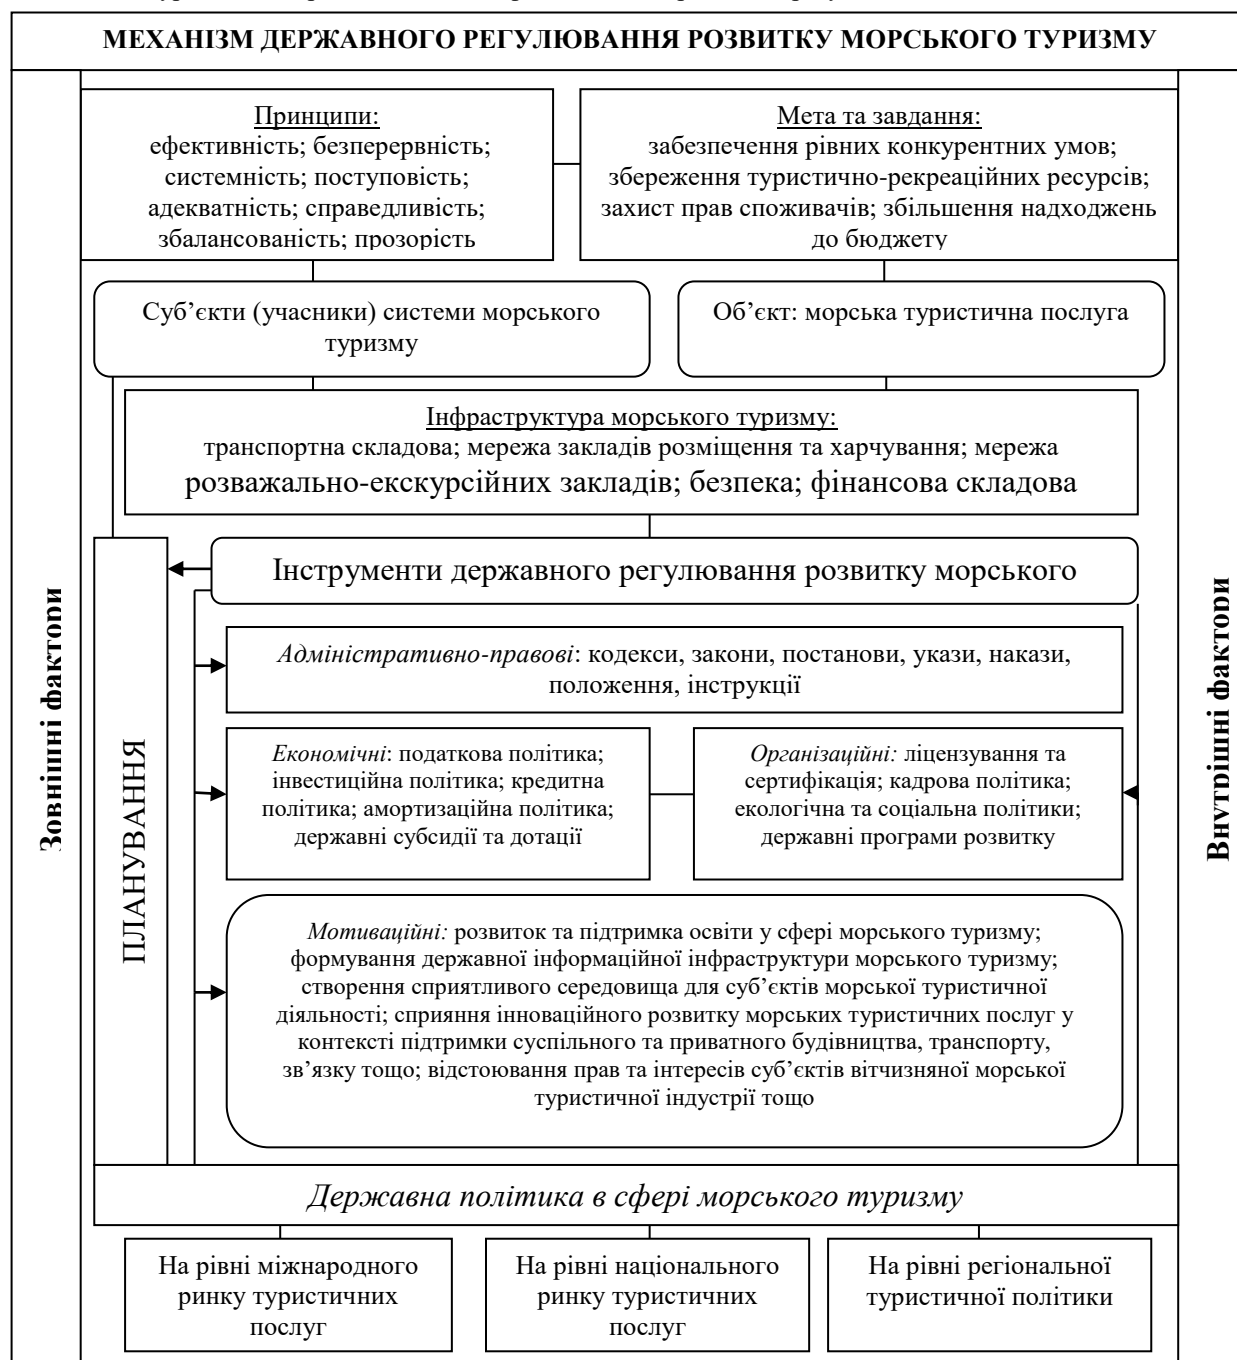 МЕХАНІЗМ ДЕРЖАВНОГО РЕГУЛЮВАННЯ РОЗВИТКУ МОРСЬКОГО ТУРИЗМУ
Принципи:
ефективність; безперервність;
системність; поступовість;
адекватність; справедливість;
збалансованість; прозорість
Мета та завдання:
забезпечення рівних конкурентних умов;
збереження туристично-рекреаційних ресурсів;
захист прав споживачів; збільшення надходжень
до бюджету
Суб’єкти (учасники) системи морського
туризму
Об’єкт: морська туристична послуга
Інфраструктура морського туризму:
транспортна складова; мережа закладів розміщення та харчування; мережа
розважально-екскурсійних закладів; безпека; фінансова складова
Зовнішні фактори
ПЛАНУВАННЯ
Інструменти державного регулювання розвитку морського
Адміністративно-правові: кодекси, закони, постанови, укази, накази,
положення, інструкції
Економічні: податкова політика;
інвестиційна політика; кредитна
політика; амортизаційна політика;
державні субсидії та дотації
Організаційні: ліцензування та
сертифікація; кадрова політика;
екологічна та соціальна політики;
державні програми розвитку
Мотиваційні: розвиток та підтримка освіти у сфері морського туризму;
формування державної інформаційної інфраструктури морського туризму;
створення сприятливого середовища для суб’єктів морської туристичної
діяльності; сприяння інноваційного розвитку морських туристичних послуг у
контексті підтримки суспільного та приватного будівництва, транспорту,
зв’язку тощо; відстоювання прав та інтересів суб’єктів вітчизняної морської
туристичної індустрії тощо
Внутрішні фактори
Державна політика в сфері морського туризму
На рівні міжнародного
ринку туристичних
послуг
На рівні національного
ринку туристичних
послуг
На рівні регіональної
туристичної політики